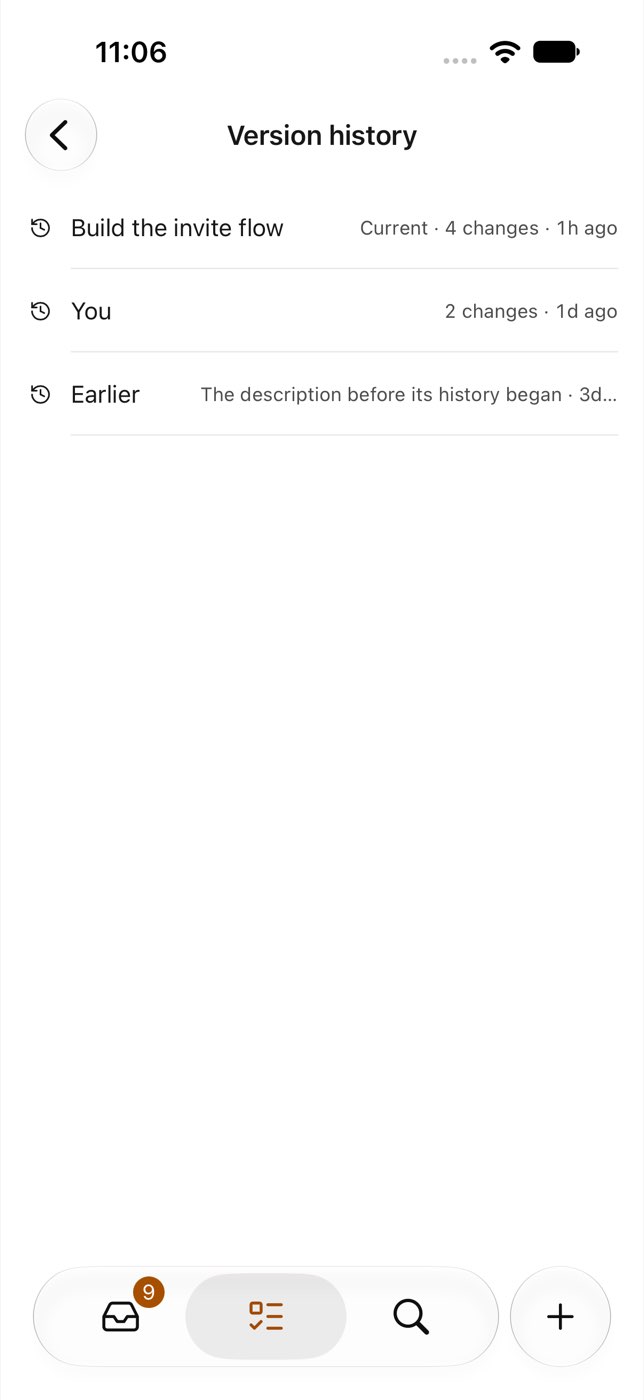 11:06
Version history
Build the invite flow Current · 4 changes · 1h ago
You 2 changes · 1d ago
Earlier The description before its history began · 3d...
9